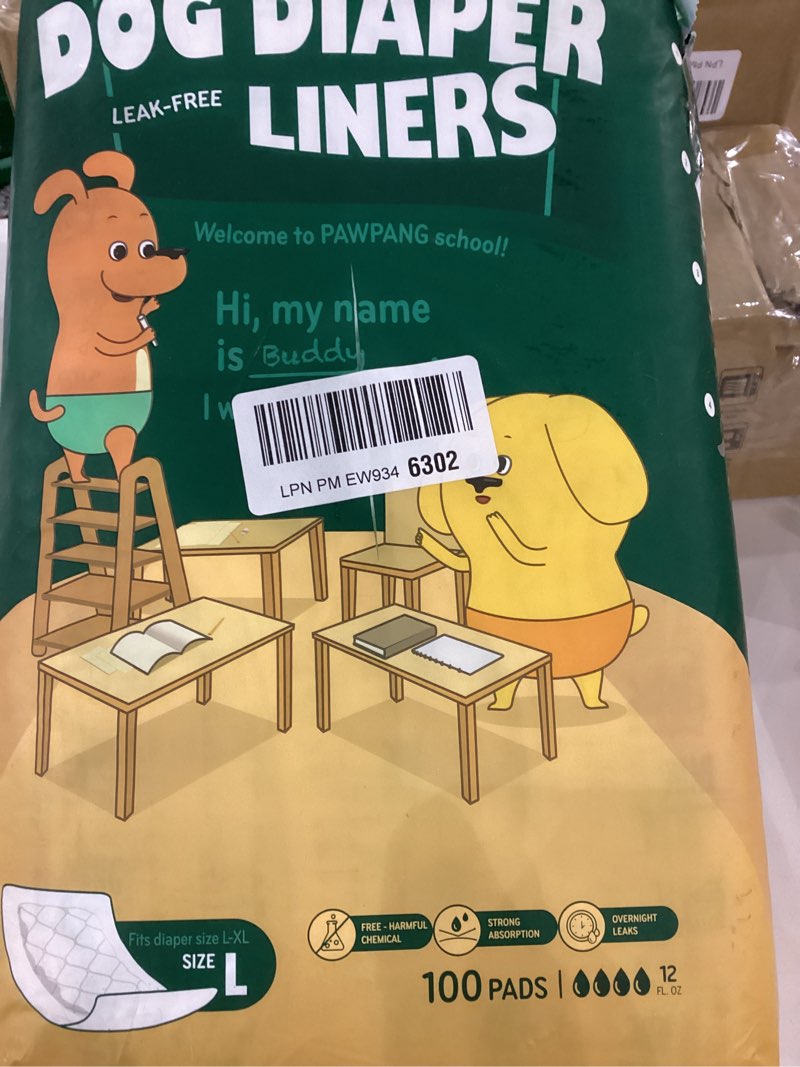 DOG DIAPER
LEAK-FREE
LINERS
Welcome to PAWPANG school!
Hi, my name
is Buddy
I w
LPN PM EW934 6302
Fits diaper size L-XL
SIZE L
FREE - HARMFUL
CHEMICAL
STRONG
ABSORPTION
OVERNIGHT
LEAKS
100 PADS | 12
FL. OZ